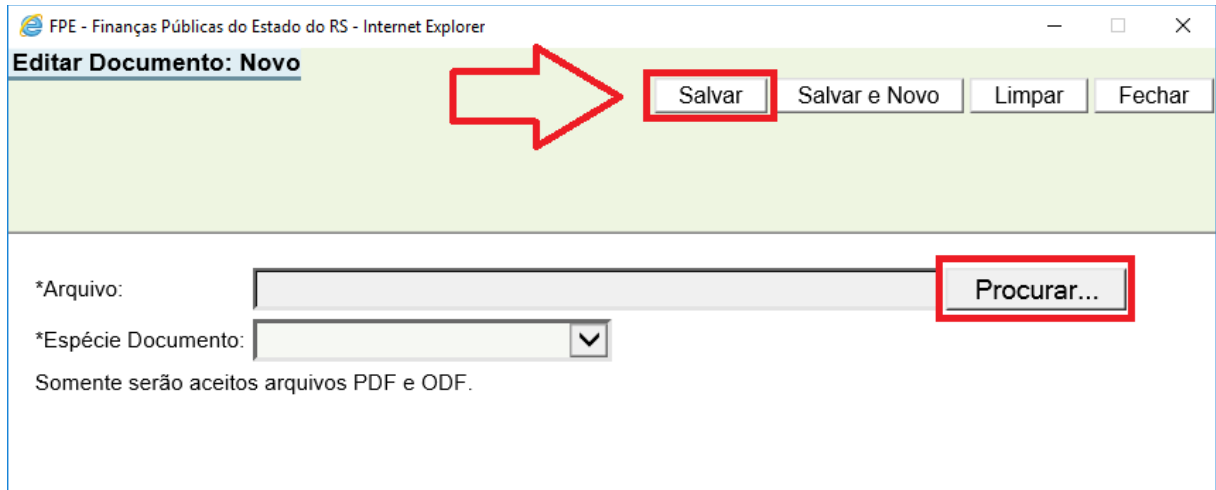 FPE - Finanças Públicas do Estado do RS - Internet Explorer
Editar Documento: Novo
Salvar Salvar e Novo Limpar Fechar
*Arquivo: Procurar...
*Espécie Documento:
Somente serão aceitos arquivos PDF e ODF.